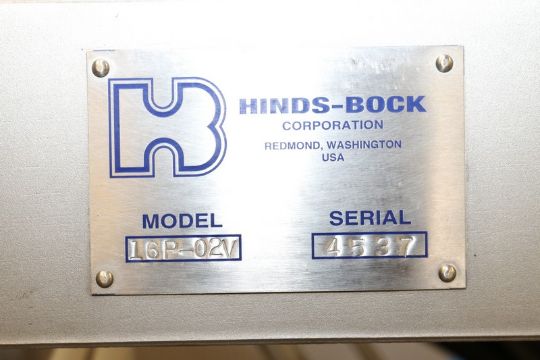 HINDS-BOCK
CORPORATION
REDMOND, WASHINGTON
USA
MODEL
16P-02V
SERIAL
4537